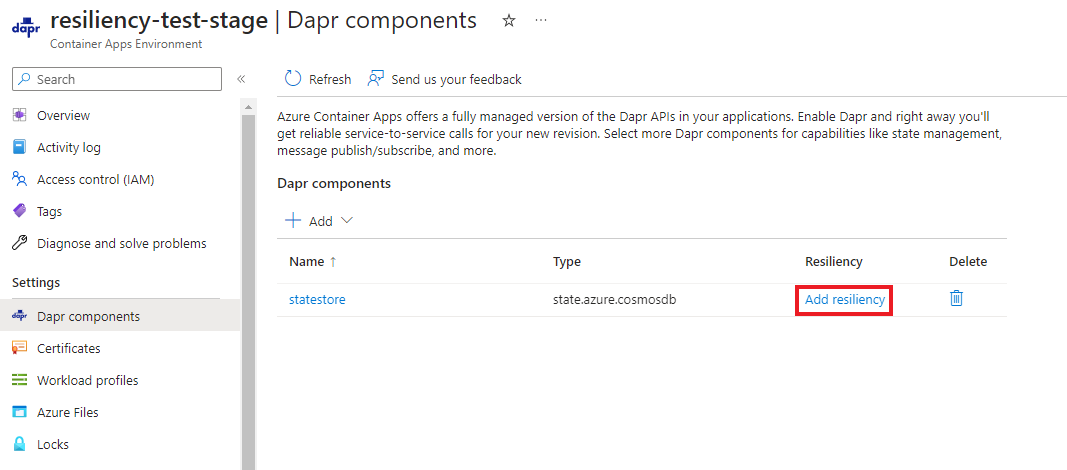 dapr
resiliency-test-stage | Dapr components
Container Apps Environment
Search
Refresh
Send us your feedback
Overview
Activity log
Access control (IAM)
Tags
Diagnose and solve problems
Settings
dapr Dapr components
Certificates
Workload profiles
Azure Files
Locks
Azure Container Apps offers a fully managed version of the Dapr APIs in your applications. Enable Dapr and right away you'll
get reliable service-to-service calls for your new revision. Select more Dapr components for capabilities like state management,
message publish/subscribe, and more.
Dapr components
Add
Name ↑ Type Resiliency Delete
statestore state.azure.cosmosdb Add resiliency